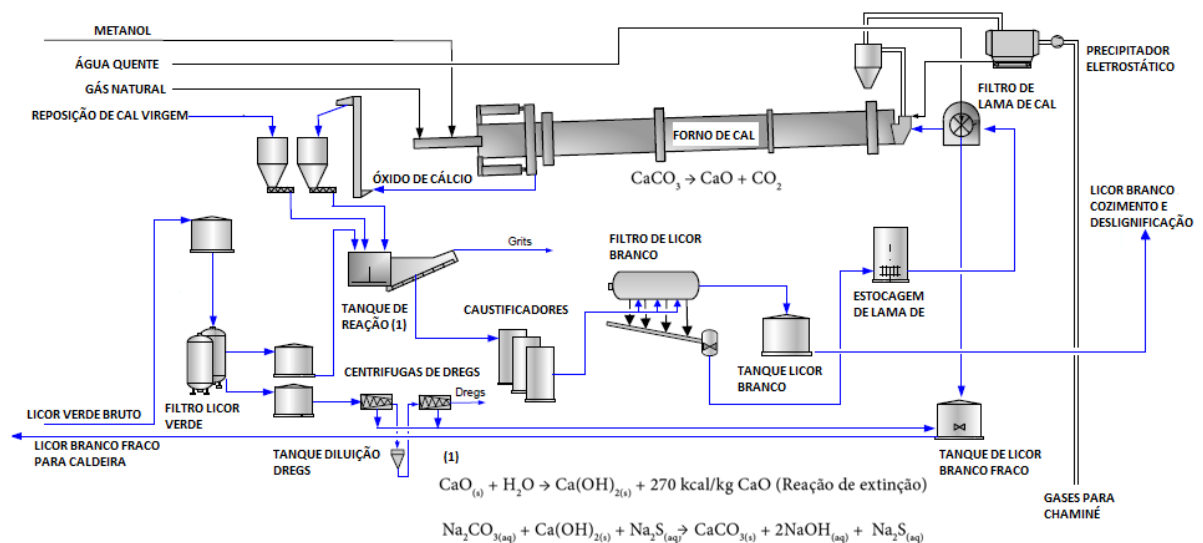 METANOL
ÁGUA QUENTE
GÁS NATURAL
REPOSIÇÃO DE CAL VIRGEM
PRECIPITADOR
ELETROSTÁTICO
FILTRO DE
LAMA DE CAL
FORNO DE CAL
ÓXIDO DE CÁLCIO
CaCO₃ → CaO + CO₂
LICOR BRANCO
COZIMENTO E
DESLIGNIFICAÇÃO
Grits
FILTRO DE LICOR
BRANCO
TANQUE DE
REAÇÃO (1)
CAUSTIFICADORES
ESTOCAGEM
DE LAMA DE
TANQUE LICOR
BRANCO
CENTRIFUGAS DE DREGS
Dregs
LICOR VERDE BRUTO
FILTRO LICOR
VERDE
LICOR BRANCO FRACO
PARA CALDEIRA
TANQUE DILUIÇÃO
DREGS
TANQUE DE LICOR
BRANCO FRACO
GASES PARA
CHAMINÉ
(1)
CaO₍s₎ + H₂O → Ca(OH)₂₍s₎ + 270 kcal/kg CaO (Reação de extinção)
Na₂CO₃(aq) + Ca(OH)₂(s) + Na₂S(aq) → CaCO₃(s) + 2NaOH(aq) + Na₂S(aq)